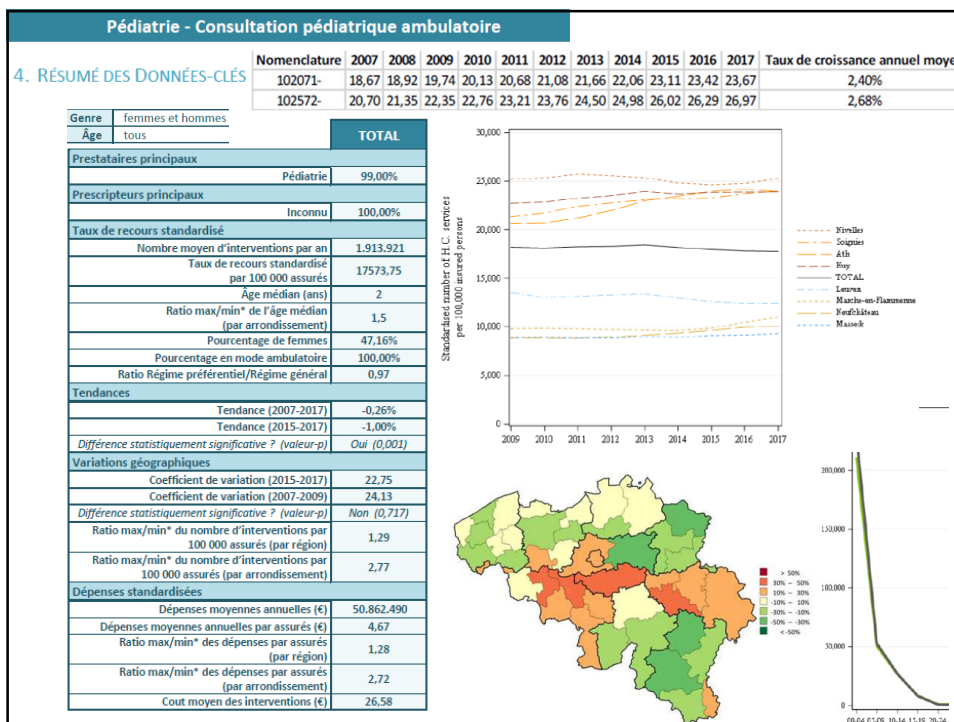 Pédiatrie - Consultation pédiatrique ambulatoire
4. RÉSUMÉ DES DONNÉES-CLÉS
Nomenclature 2007 2008 2009 2010 2011 2012 2013 2014 2015 2016 2017 Taux de croissance annuel moye
102071- 18,67 18,92 19,74 20,13 20,68 21,08 21,66 22,06 23,11 23,42 23,67 2,40%
102572- 20,70 21,35 22,35 22,76 23,21 23,76 24,50 24,98 26,02 26,29 26,97 2,68%
Genre femmes et hommes
Âge tous
TOTAL
Prestataires principaux
Pédiatrie 99,00%
Prescripteurs principaux
Inconnu 100,00%
Taux de recours standardisé
Nombre moyen d'interventions par an 1.913.921
Taux de recours standardisé
par 100 000 assurés 17573,75
Âge médian (ans) 2
Ratio max/min* de l'âge médian
(par arrondissement) 1,5
Pourcentage de femmes 47,16%
Pourcentage en mode ambulatoire 100,00%
Ratio Régime préférentiel/Régime général 0,97
Tendances
Tendance (2007-2017) -0,26%
Tendance (2015-2017) -1,00%
Différence statistiquement significative ? (valeur-p) Oui (0,001)
Variations géographiques
Coefficient de variation (2015-2017) 22,75
Coefficient de variation (2007-2009) 24,13
Différence statistiquement significative ? (valeur-p) Non (0,717)
Ratio max/min* du nombre d'interventions par
100 000 assurés (par région) 1,29
Ratio max/min* du nombre d'interventions par
100 000 assurés (par arrondissement) 2,77
Dépenses standardisées
Dépenses moyennes annuelles (€) 50.862.490
Dépenses moyennes annuelles par assurés (€) 4,67
Ratio max/min* des dépenses par assurés
(par région) 1,28
Ratio max/min* des dépenses par assurés
(par arrondissement) 2,72
Cout moyen des interventions (€) 26,58
Standardised number of H.C. services
per 100,000 insured persons
30,000
25,000
20,000
15,000
10,000
5,000
0
2009 2010 2011 2012 2013 2014 2015 2016 2017
Nivelles
Soignies
Ath
Huy
TOTAL
Leuven
Marche-en-Flammenne
Neufchâteau
Maaseik
> 50%
30% – 50%
10% – 30%
-10% – 10%
-30% – -10%
-50% – -30%
< -50%
200,000
150,000
100,000
50,000
0
00-04 05-09 10-14 15-19 20-24